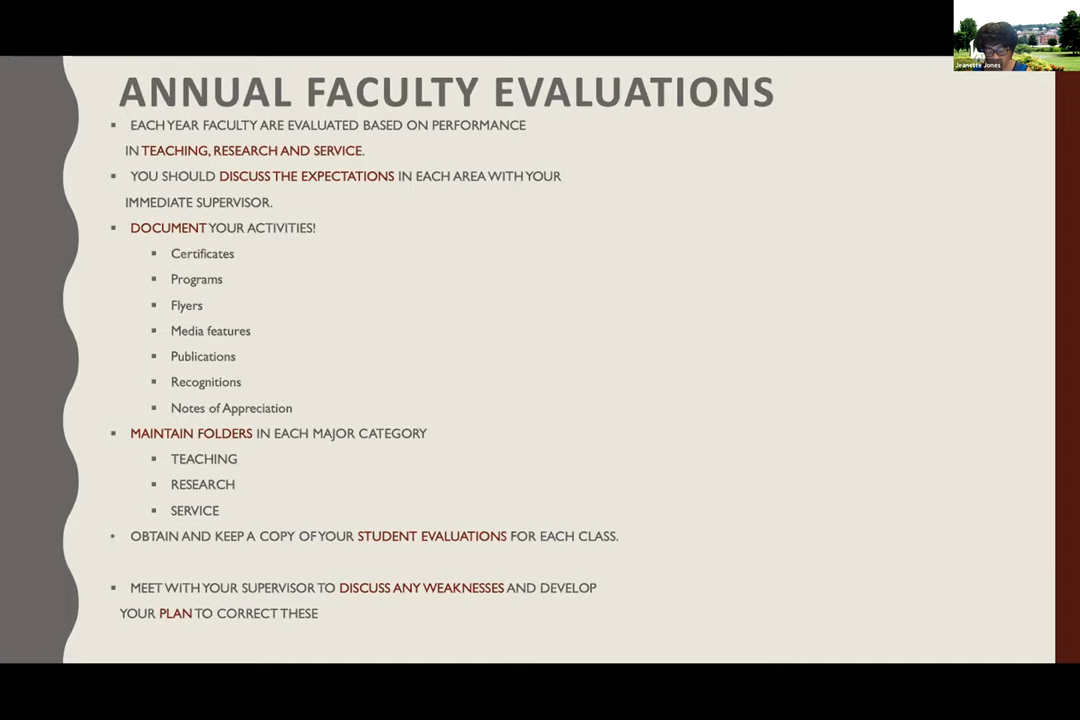 ANNUAL FACULTY EVALUATIONS
Jeanette Jones
▪ EACH YEAR FACULTY ARE EVALUATED BASED ON PERFORMANCE
IN TEACHING, RESEARCH AND SERVICE.
▪ YOU SHOULD DISCUSS THE EXPECTATIONS IN EACH AREA WITH YOUR
IMMEDIATE SUPERVISOR.
▪ DOCUMENT YOUR ACTIVITIES!
▪ Certificates
▪ Programs
▪ Flyers
▪ Media features
▪ Publications
▪ Recognitions
▪ Notes of Appreciation
▪ MAINTAIN FOLDERS IN EACH MAJOR CATEGORY
▪ TEACHING
▪ RESEARCH
▪ SERVICE
• OBTAIN AND KEEP A COPY OF YOUR STUDENT EVALUATIONS FOR EACH CLASS.
▪ MEET WITH YOUR SUPERVISOR TO DISCUSS ANY WEAKNESSES AND DEVELOP
YOUR PLAN TO CORRECT THESE